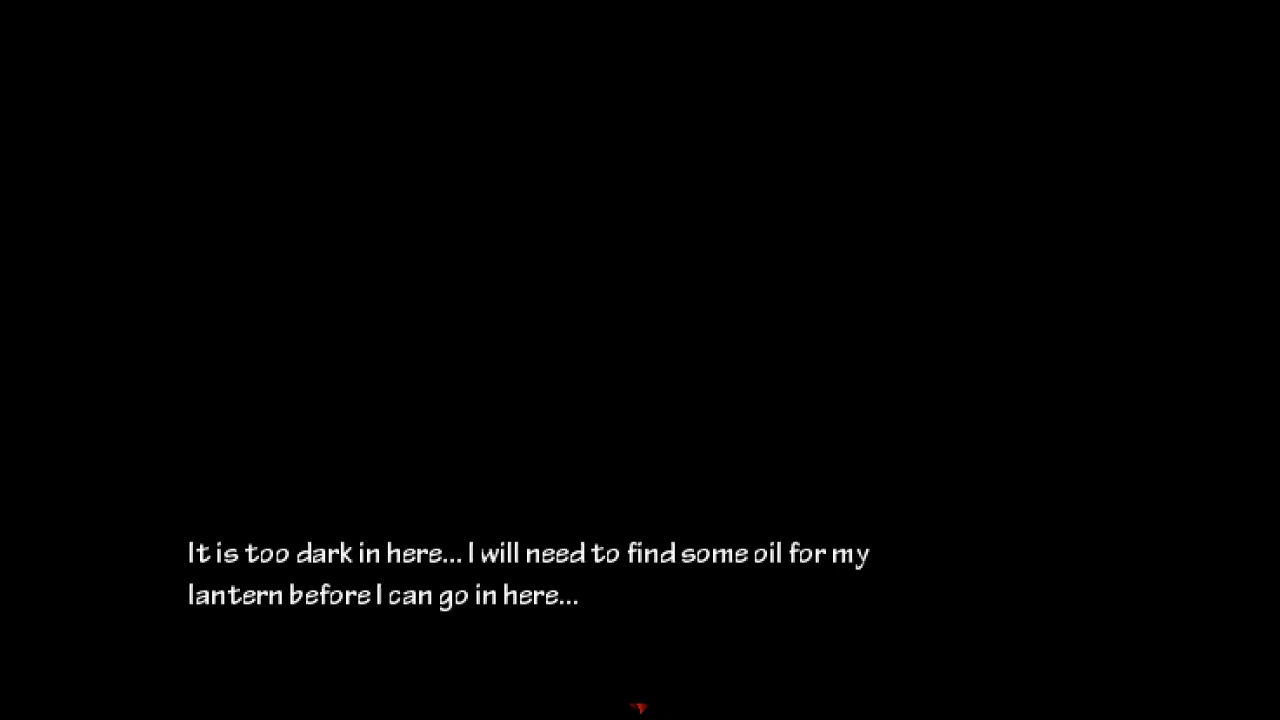 It is too dark in here... I will need to find some oil for my
lantern before I can go in here...